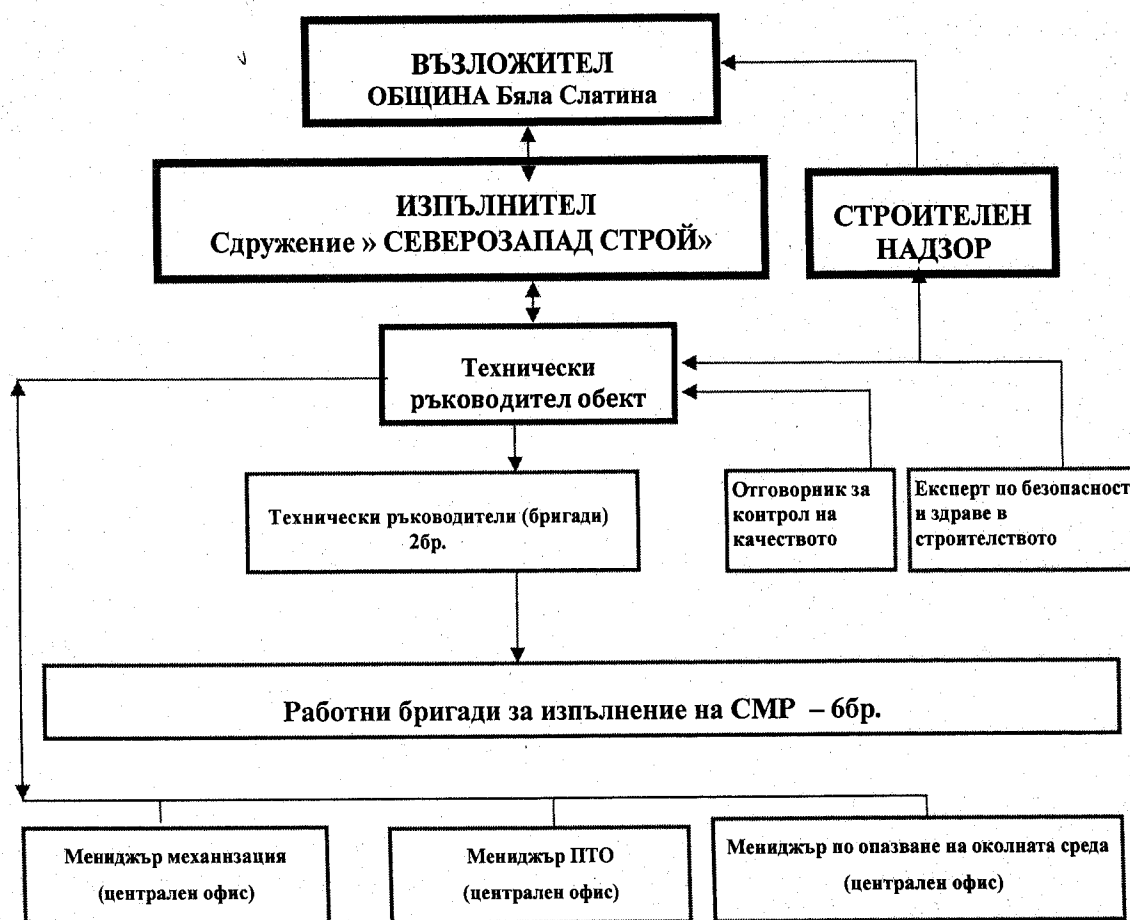 ВЪЗЛОЖИТЕЛ
ОБЩИНА Бяла Слатина
ИЗПЪЛНИТЕЛ
Сдружение » СЕВЕРОЗАПАД СТРОЙ»
СТРОИТЕЛЕН
НАДЗОР
Технически
ръководител обект
Технически ръководители (бригади)
2бр.
Отговорник за
контрол на
качеството
Експерт по безопасност
и здраве в
строителството
Работни бригади за изпълнение на СМР – 6бр.
Мениджър механизация
(централен офис)
Мениджър ПТО
(централен офис)
Мениджър по опазване на околната среда
(централен офис)